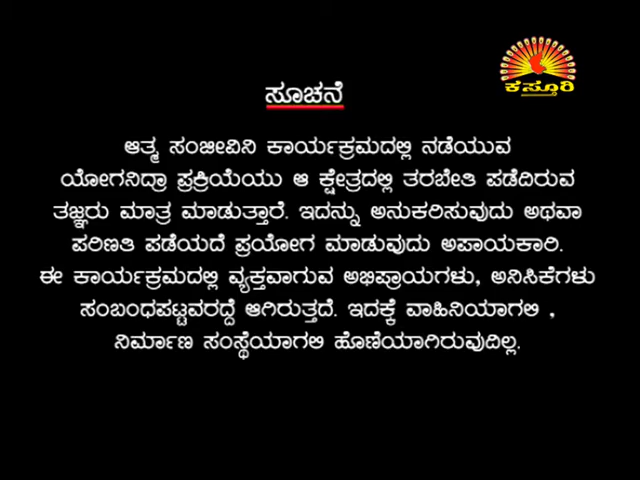 ಕಸ್ತೂರಿ
ಸೂಚನೆ
ಆತ್ಮ ಸಂಜೀವಿನಿ ಕಾರ್ಯಕ್ರಮದಲ್ಲಿ ನಡೆಯುವ
ಯೋಗನಿದ್ರಾ ಪ್ರಕ್ರಿಯೆಯು ಆ ಕ್ಷೇತ್ರದಲ್ಲಿ ತರಬೇತಿ ಪಡೆದಿರುವ
ತಜ್ಞರು ಮಾತ್ರ ಮಾಡುತ್ತಾರೆ. ಇದನ್ನು ಅನುಕರಿಸುವುದು ಅಥವಾ
ಪರಿಣತಿ ಪಡೆಯದೆ ಪ್ರಯೋಗ ಮಾಡುವುದು ಅಪಾಯಕಾರಿ.
ಈ ಕಾರ್ಯಕ್ರಮದಲ್ಲಿ ವ್ಯಕ್ತವಾಗುವ ಅಭಿಪ್ರಾಯಗಳು, ಅನಿಸಿಕೆಗಳು
ಸಂಬಂಧಪಟ್ಟವರದ್ದೆ ಆಗಿರುತ್ತದೆ. ಇದಕ್ಕೆ ವಾಹಿನಿಯಾಗಲಿ ,
ನಿರ್ಮಾಣ ಸಂಸ್ಥೆಯಾಗಲಿ ಹೊಣೆಯಾಗಿರುವುದಿಲ್ಲ.